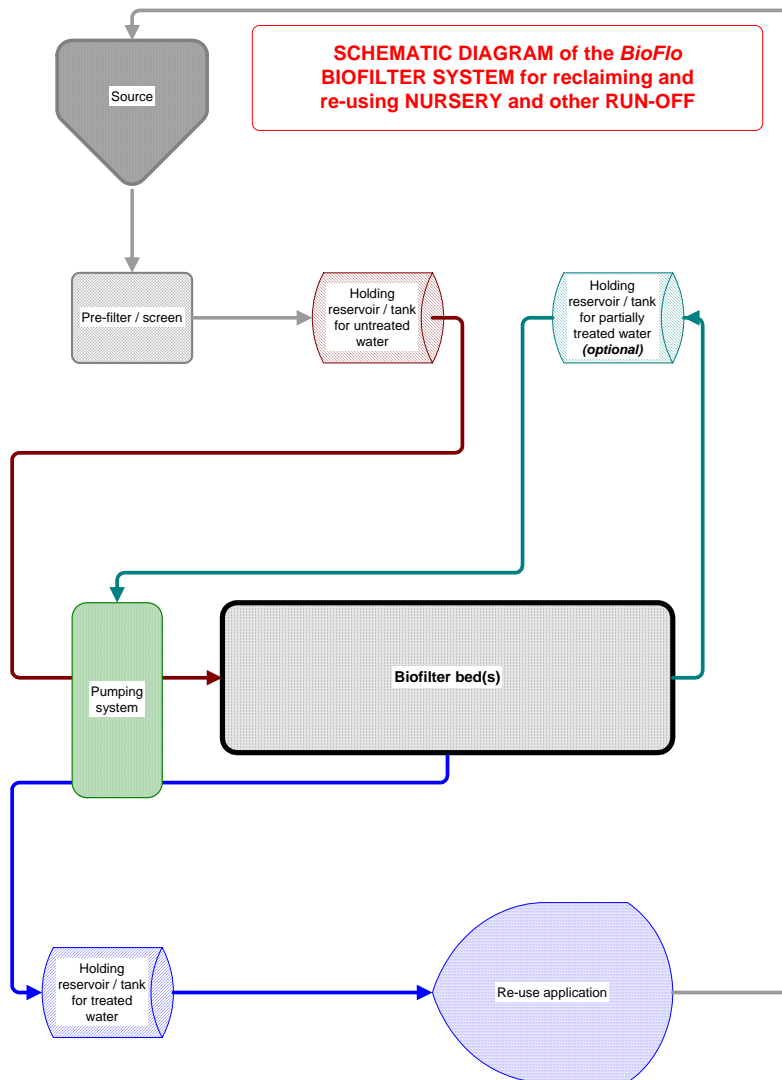 SCHEMATIC DIAGRAM of the BioFlo
BIOFILTER SYSTEM for reclaiming and
re-using NURSERY and other RUN-OFF
Source
Pre-filter / screen
Holding
reservoir / tank
for untreated
water
Holding
reservoir / tank
for partially
treated water
(optional)
Pumping
system
Biofilter bed(s)
Holding
reservoir / tank
for treated
water
Re-use application